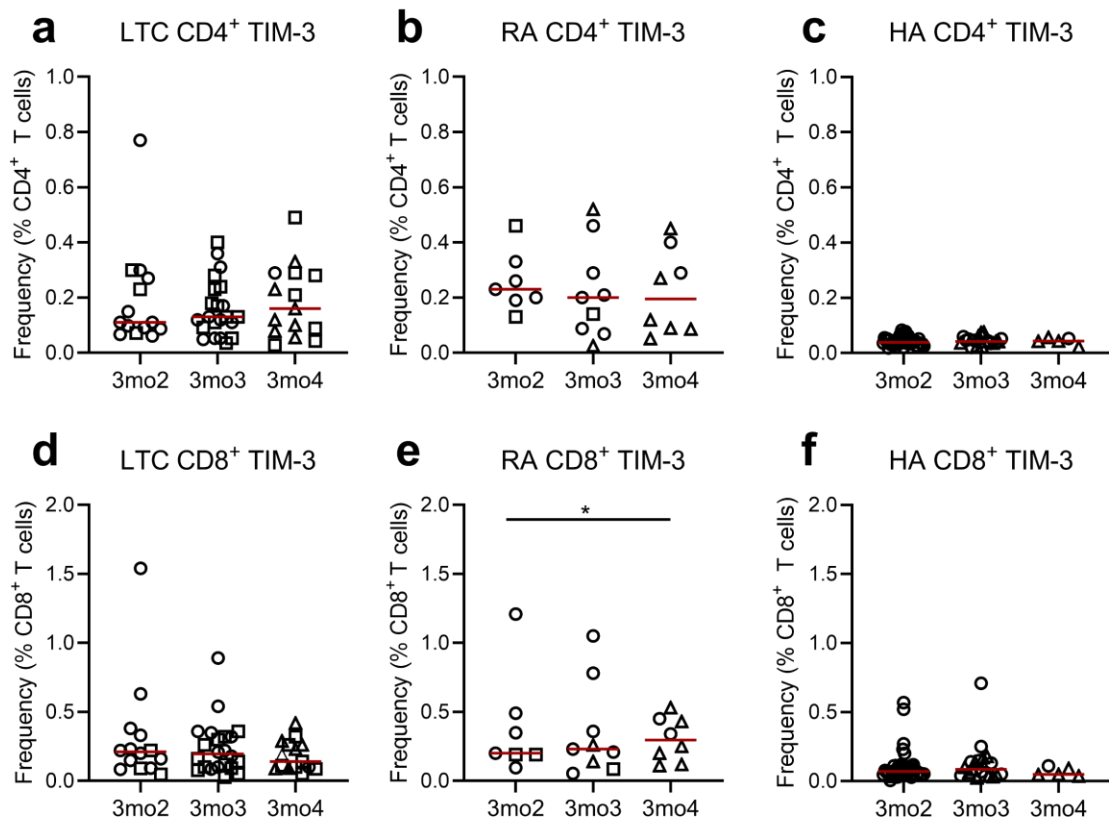 a LTC CD4⁺ TIM-3
Frequency (% CD4⁺ T cells)
1.0
0.8
0.6
0.4
0.2
0.0
3mo2 3mo3 3mo4
b RA CD4⁺ TIM-3
Frequency (% CD4⁺ T cells)
1.0
0.8
0.6
0.4
0.2
0.0
3mo2 3mo3 3mo4
c HA CD4⁺ TIM-3
Frequency (% CD4⁺ T cells)
1.0
0.8
0.6
0.4
0.2
0.0
3mo2 3mo3 3mo4
d LTC CD8⁺ TIM-3
Frequency (% CD8⁺ T cells)
2.0
1.5
1.0
0.5
0.0
3mo2 3mo3 3mo4
e RA CD8⁺ TIM-3
Frequency (% CD8⁺ T cells)
2.0
1.5
1.0
0.5
0.0
*
3mo2 3mo3 3mo4
f HA CD8⁺ TIM-3
Frequency (% CD8⁺ T cells)
2.0
1.5
1.0
0.5
0.0
3mo2 3mo3 3mo4